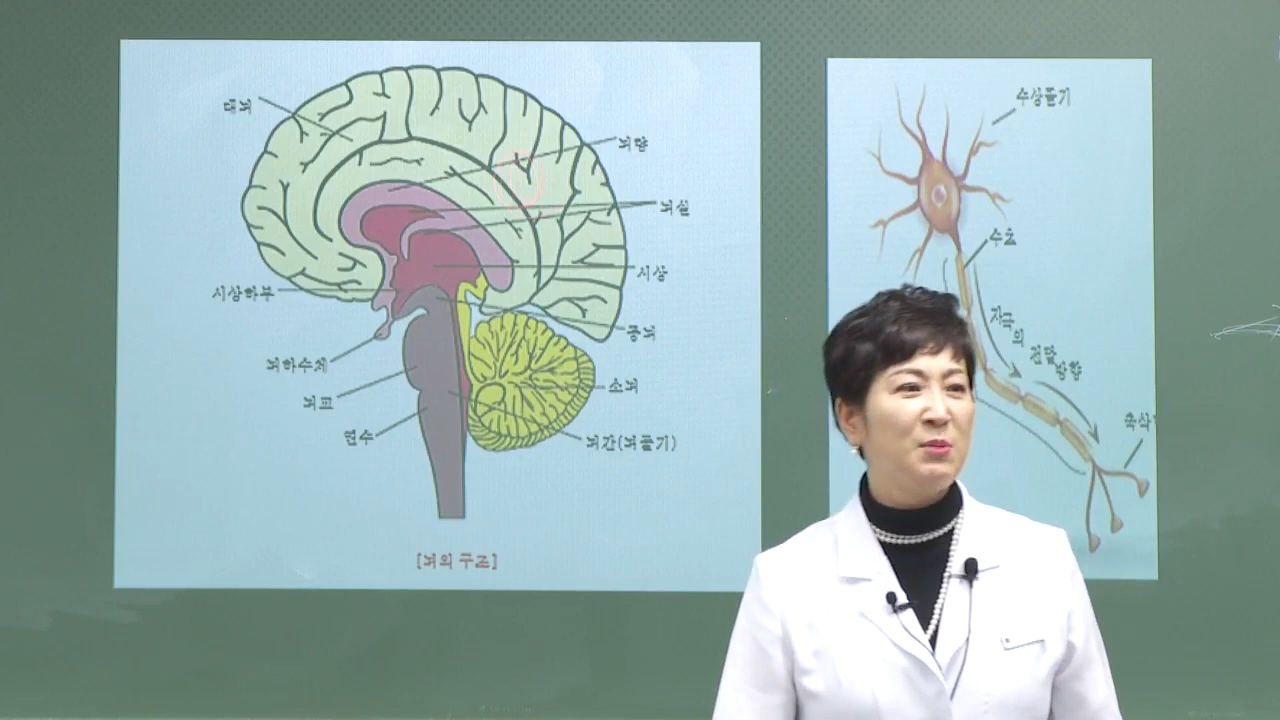 대뇌
뇌량
뇌실
시상
시상하부
중뇌
뇌하수체
소뇌
뇌교
연수
뇌간(뇌줄기)
[뇌의 구조]
수상돌기
수초
자극
의
전달
방향